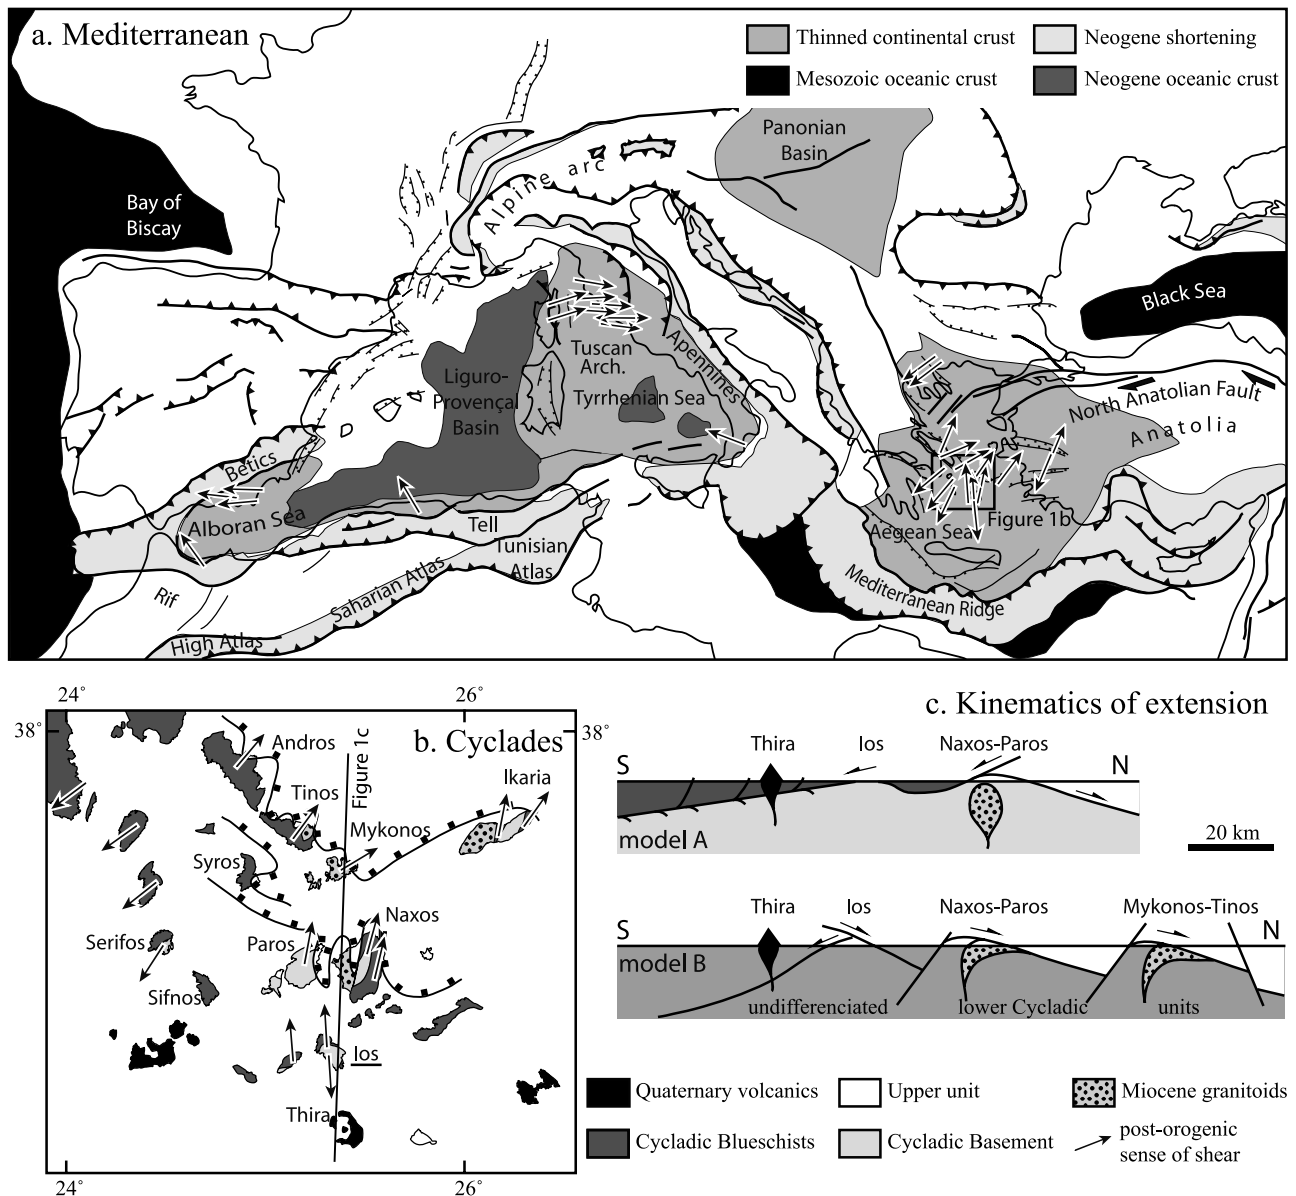 a. Mediterranean
Thinned continental crust
Neogene shortening
Mesozoic oceanic crust
Neogene oceanic crust
Panonian
Basin
Alpine arc
Bay of
Biscay
Black Sea
Tuscan
Arch.
Apennines
Liguro-
Provençal
Basin
Tyrrhenian Sea
North Anatolian Fault
Anatolia
Betics
Alboran Sea
Tell
Tunisian
Atlas
Aegean Sea
Figure 1b
Mediterranean Ridge
Saharian Atlas
Rif
High Atlas
24°
26°
38°
38°
b. Cyclades
Figure 1c
Andros
Ikaria
Tinos
Mykonos
Syros
Naxos
Paros
Serifos
Sifnos
Ios
Thira
24°
26°
c. Kinematics of extension
Thira
Ios
Naxos-Paros
S
N
model A
20 km
Thira
Ios
Naxos-Paros
Mykonos-Tinos
S
N
model B
undifferenciated
lower Cycladic
units
Quaternary volcanics
Upper unit
Miocene granitoids
Cycladic Blueschists
Cycladic Basement
post-orogenic
sense of shear